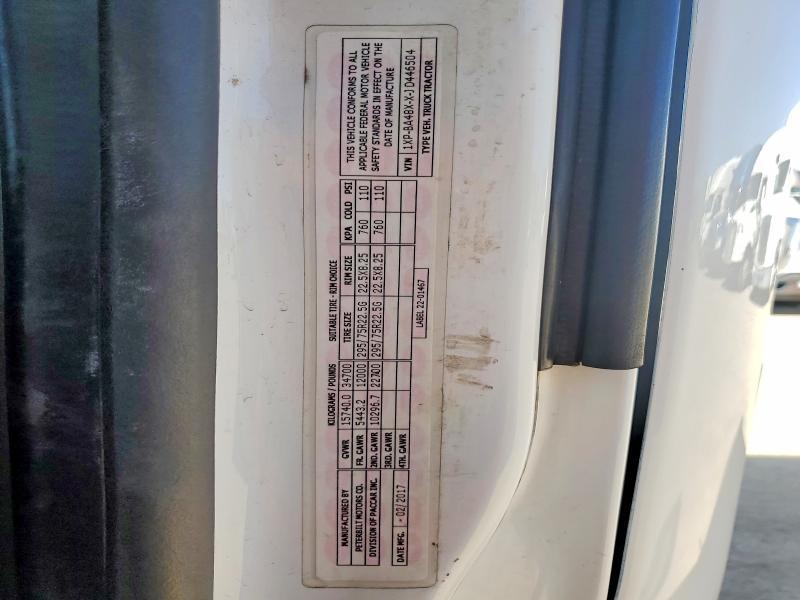 MANUFACTURED BY
PETERBILT MOTORS CO.
DIVISION OF PACCAR INC.
DATE MFG. - 02/2017
KILOGRAMS / POUNDS SUITABLE TIRE - RIM CHOICE
GVWR 15740.0 34700 TIRE SIZE RIM SIZE KPA COLD PSI
FR. GAWR 5443.2 12000 295/75R22.5G 22.5X8.25 760 110
2ND. GAWR 10296.7 22700 295/75R22.5G 22.5X8.25 760 110
3RD. GAWR
4TH. GAWR
LABEL 22-01467
THIS VEHICLE CONFORMS TO ALL
APPLICABLE FEDERAL MOTOR VEHICLE
SAFETY STANDARDS IN EFFECT ON THE
DATE OF MANUFACTURE
VIN 1XP-BA48X-X-JD446504
TYPE VEH. TRUCK TRACTOR